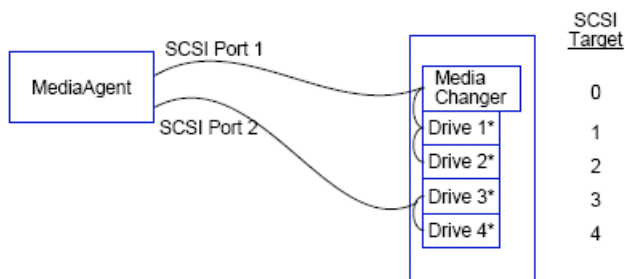 SCSI
Target
SCSI Port 1
MediaAgent
SCSI Port 2
Media
Changer
0
Drive 1*
1
Drive 2*
2
Drive 3*
3
Drive 4*
4